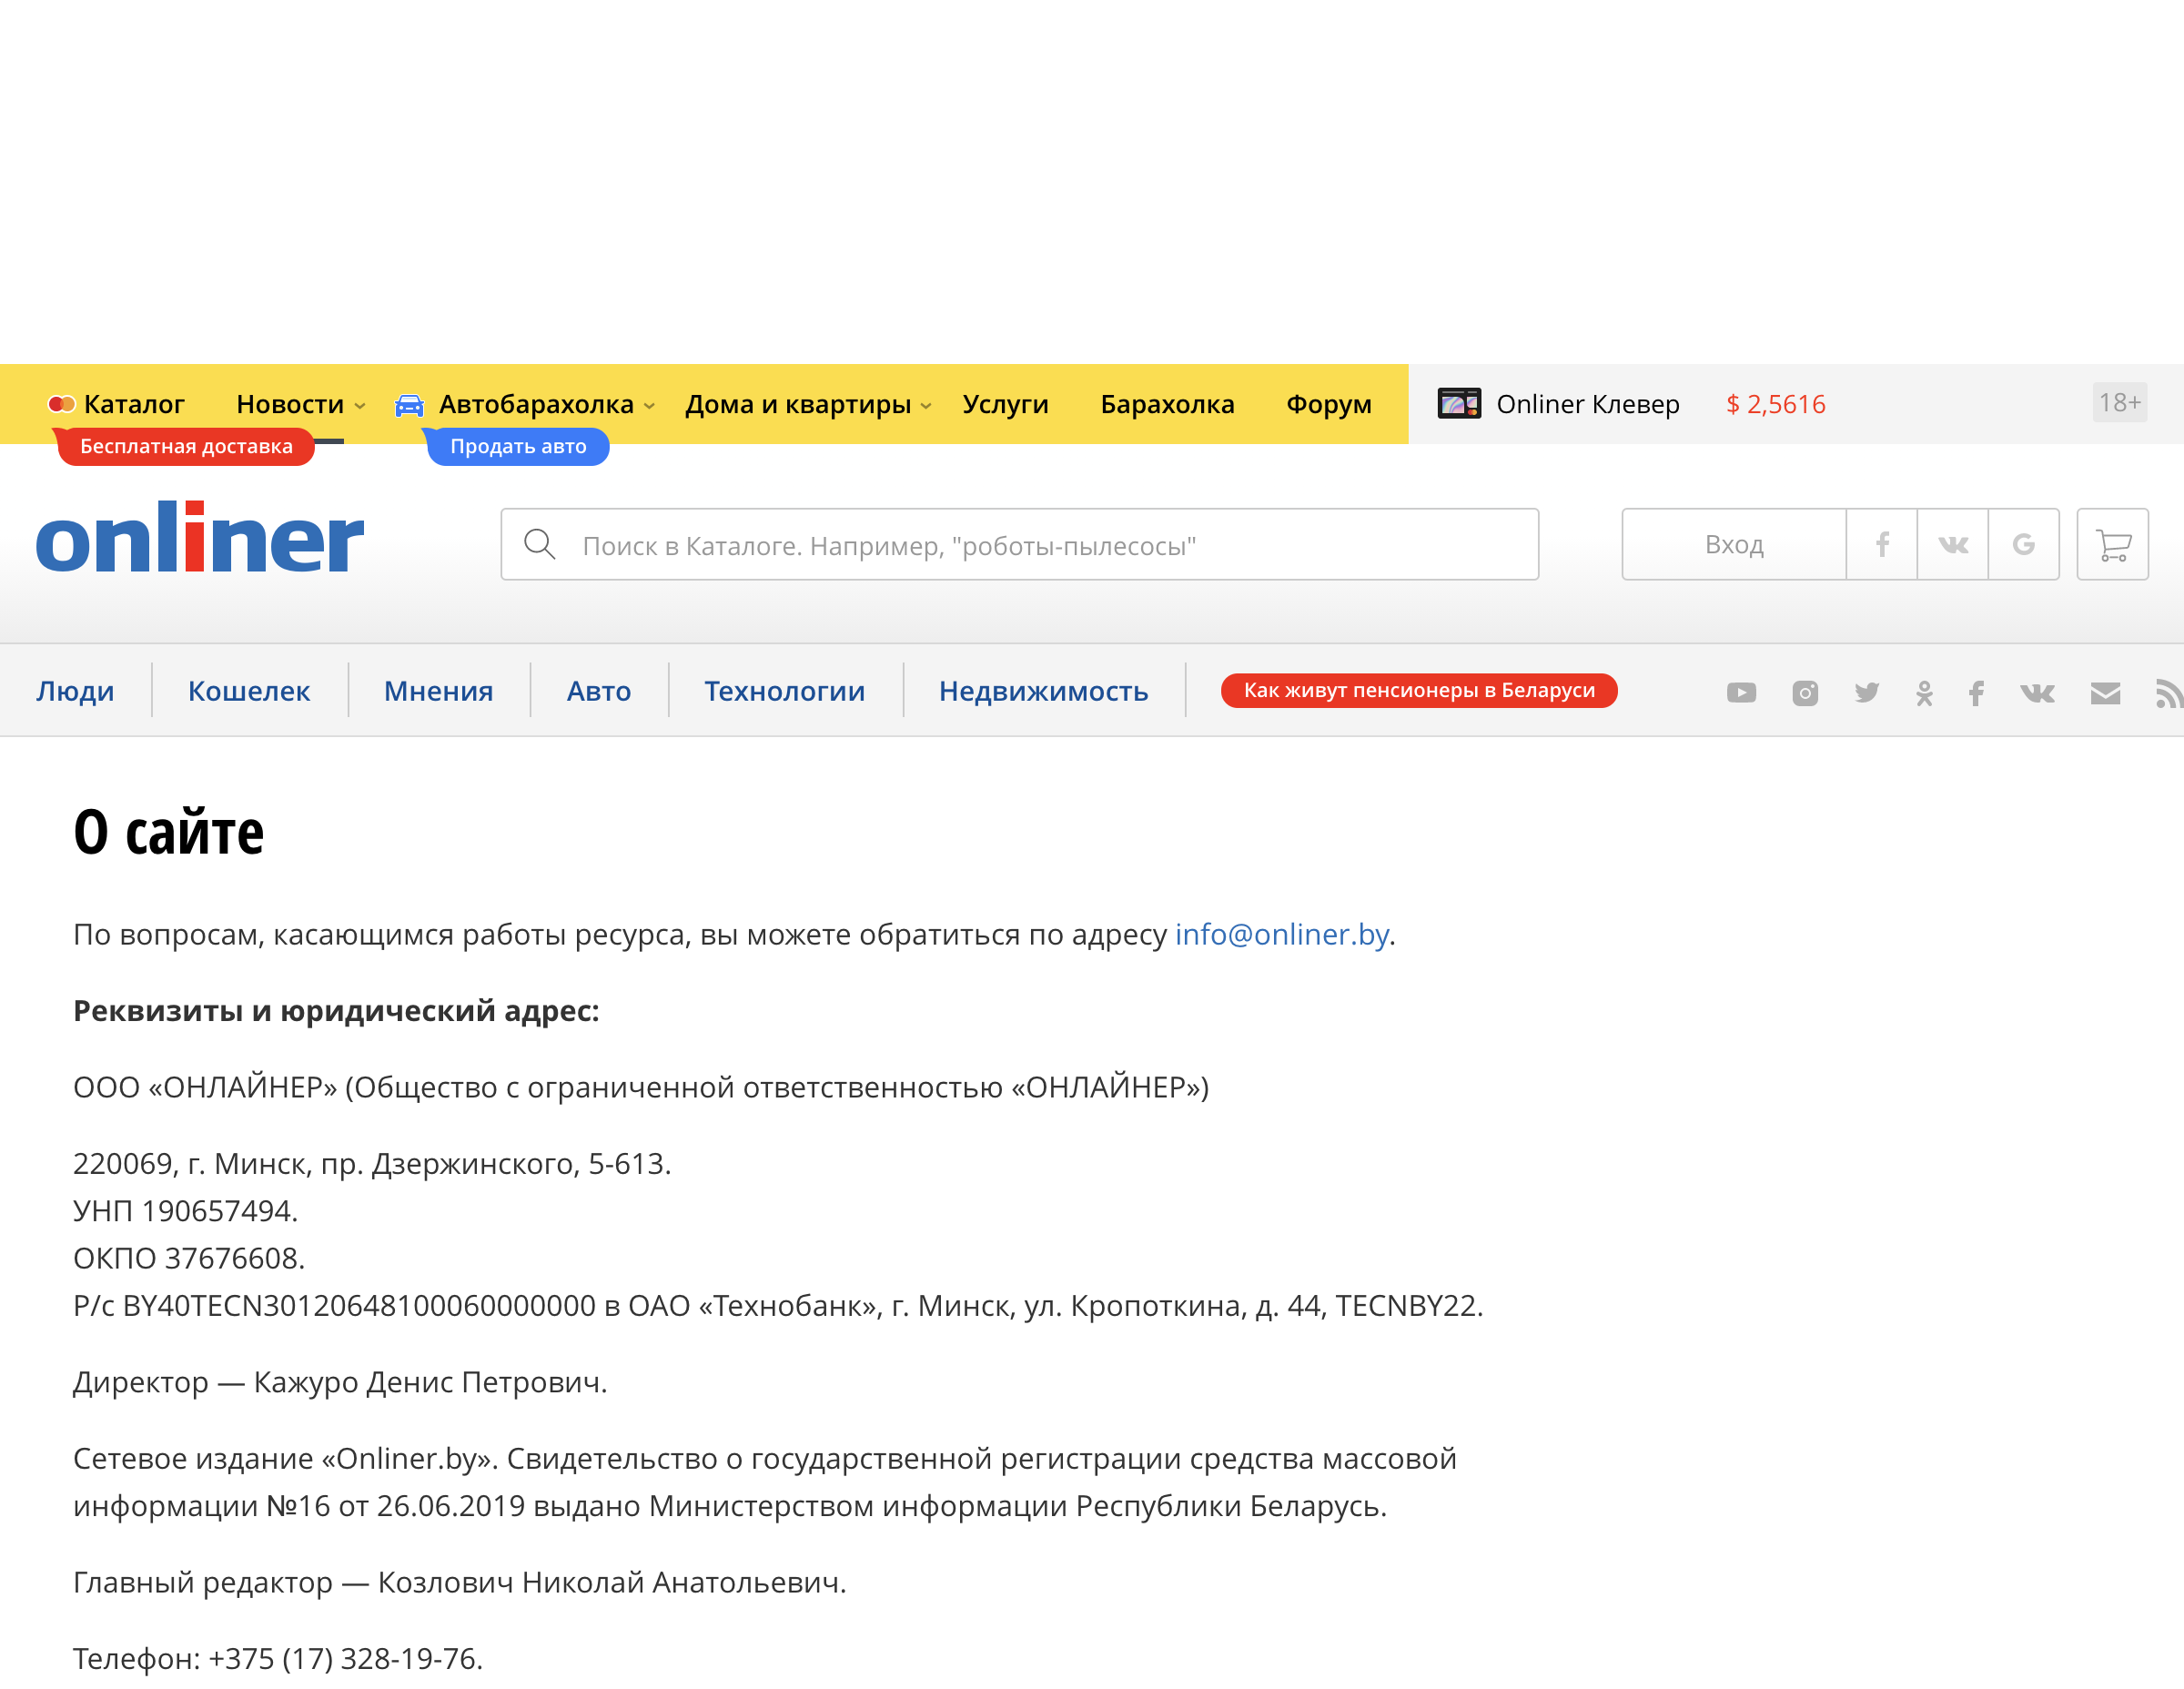 Каталог Новости Автобарахолка Дома и квартиры Услуги Барахолка Форум Onliner Клевер $ 2,5616 18+
Бесплатная доставка Продать авто
onliner Поиск в Каталоге. Например, "роботы-пылесосы" Вход
Люди Кошелек Мнения Авто Технологии Недвижимость Как живут пенсионеры в Беларуси
О сайте
По вопросам, касающимся работы ресурса, вы можете обратиться по адресу info@onliner.by.
Реквизиты и юридический адрес:
ООО «ОНЛАЙНЕР» (Общество с ограниченной ответственностью «ОНЛАЙНЕР»)
220069, г. Минск, пр. Дзержинского, 5-613.
УНП 190657494.
ОКПО 37676608.
Р/с BY40TECN30120648100060000000 в ОАО «Технобанк», г. Минск, ул. Кропоткина, д. 44, TECNBY22.
Директор — Кажуро Денис Петрович.
Сетевое издание «Onliner.by». Свидетельство о государственной регистрации средства массовой
информации №16 от 26.06.2019 выдано Министерством информации Республики Беларусь.
Главный редактор — Козлович Николай Анатольевич.
Телефон: +375 (17) 328-19-76.